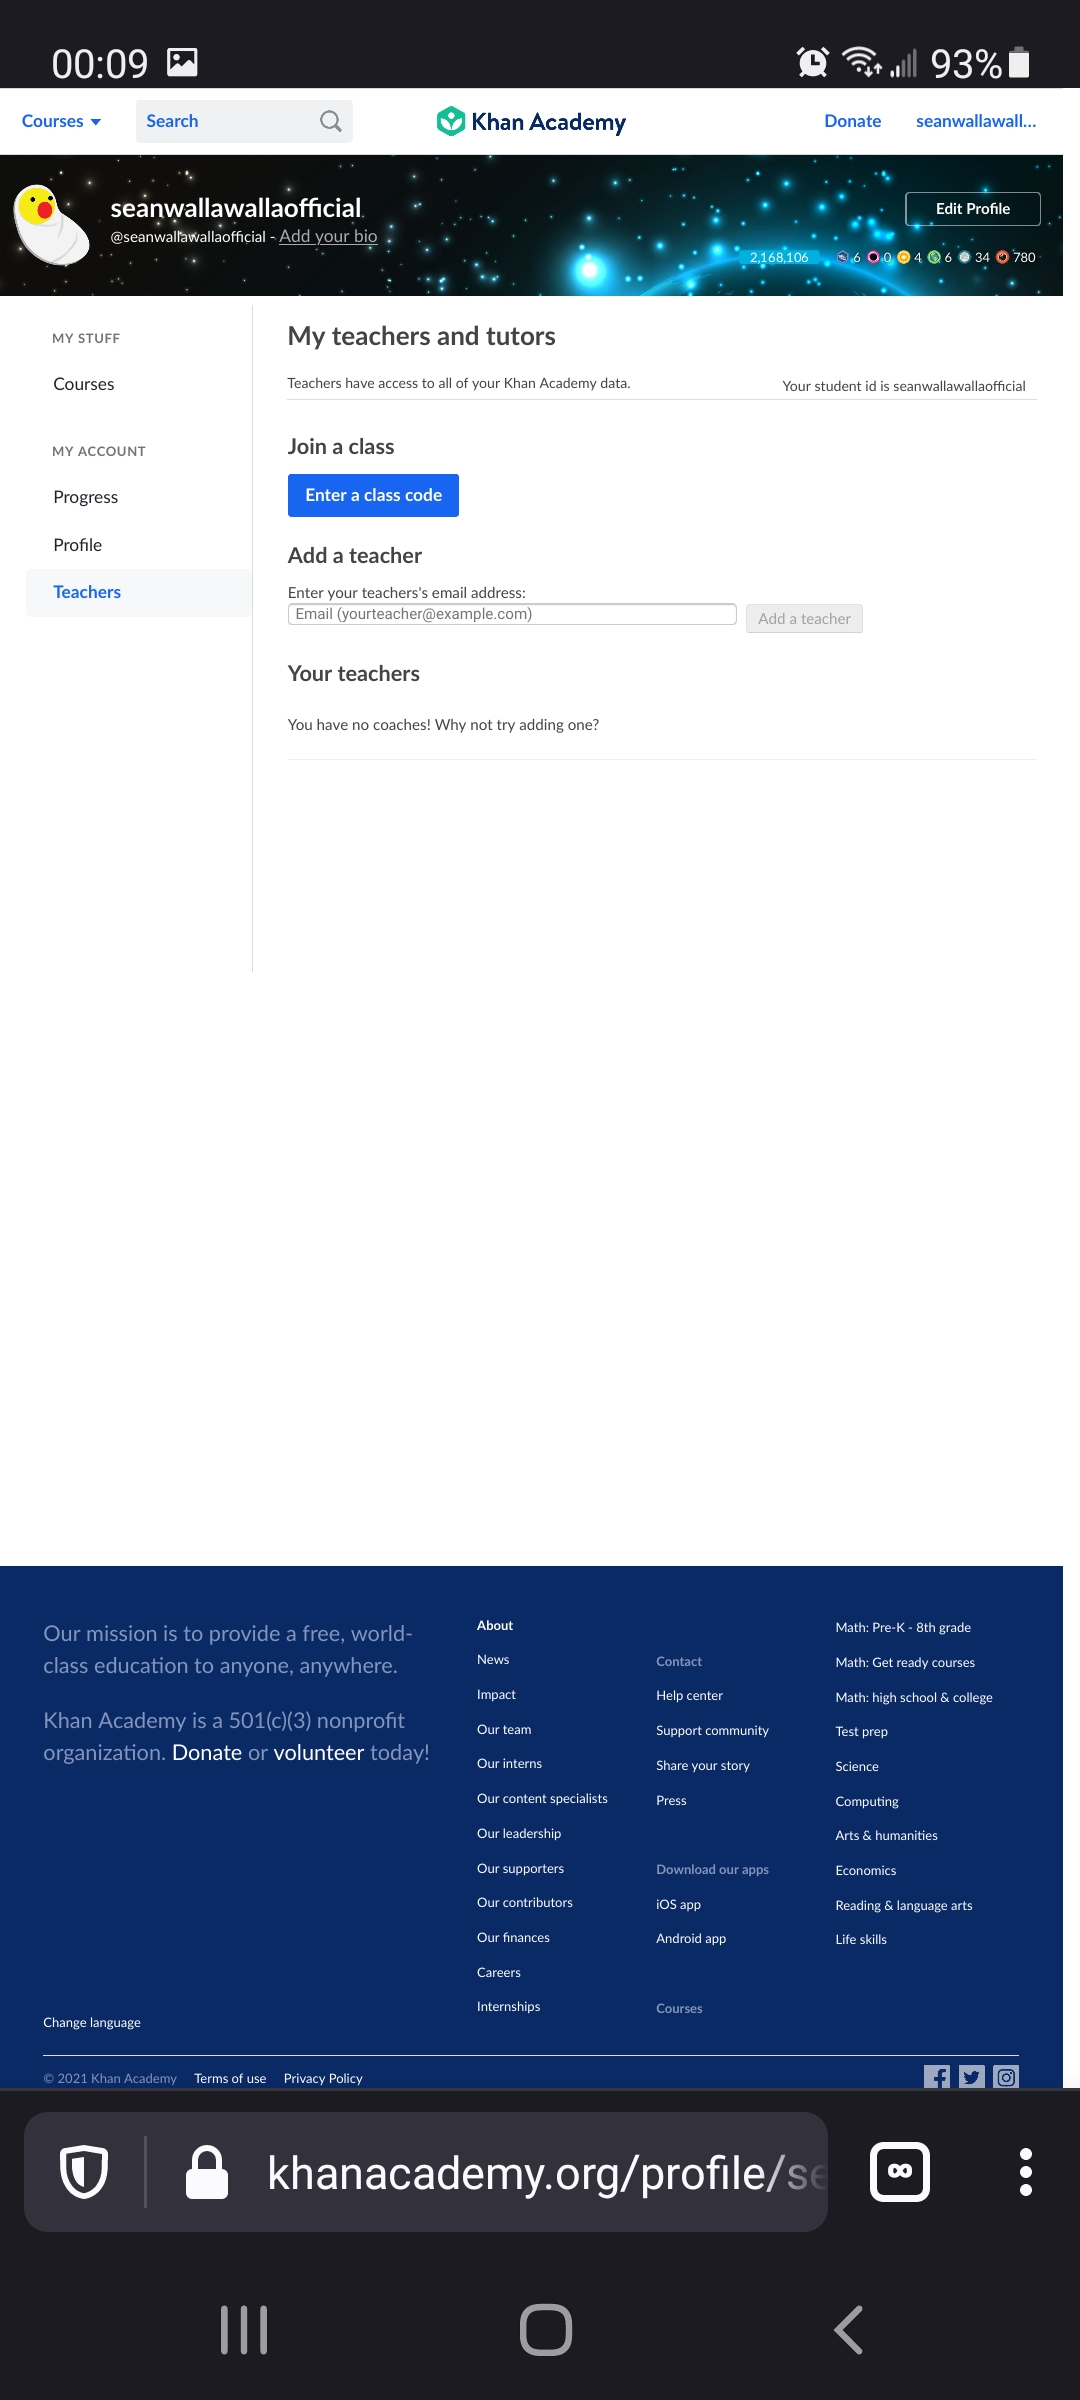 00:09
93%
Courses
Search
Khan Academy
Donate
seanwallawall...
seanwallawallaofficial
@seanwallawallaofficial - Add your bio
Edit Profile
2,168,106
6 0 4 6 34 780
MY STUFF
Courses
MY ACCOUNT
Progress
Profile
Teachers
My teachers and tutors
Teachers have access to all of your Khan Academy data.
Your student id is seanwallawallaofficial
Join a class
Enter a class code
Add a teacher
Enter your teachers's email address:
Email (yourteacher@example.com)
Add a teacher
Your teachers
You have no coaches! Why not try adding one?
Our mission is to provide a free, world-
class education to anyone, anywhere.
Khan Academy is a 501(c)(3) nonprofit
organization. Donate or volunteer today!
Change language
About
News
Impact
Our team
Our interns
Our content specialists
Our leadership
Our supporters
Our contributors
Our finances
Careers
Internships
Contact
Help center
Support community
Share your story
Press
Download our apps
iOS app
Android app
Courses
Math: Pre-K - 8th grade
Math: Get ready courses
Math: high school & college
Test prep
Science
Computing
Arts & humanities
Economics
Reading & language arts
Life skills
© 2021 Khan Academy
Terms of use
Privacy Policy
khanacademy.org/profile/se